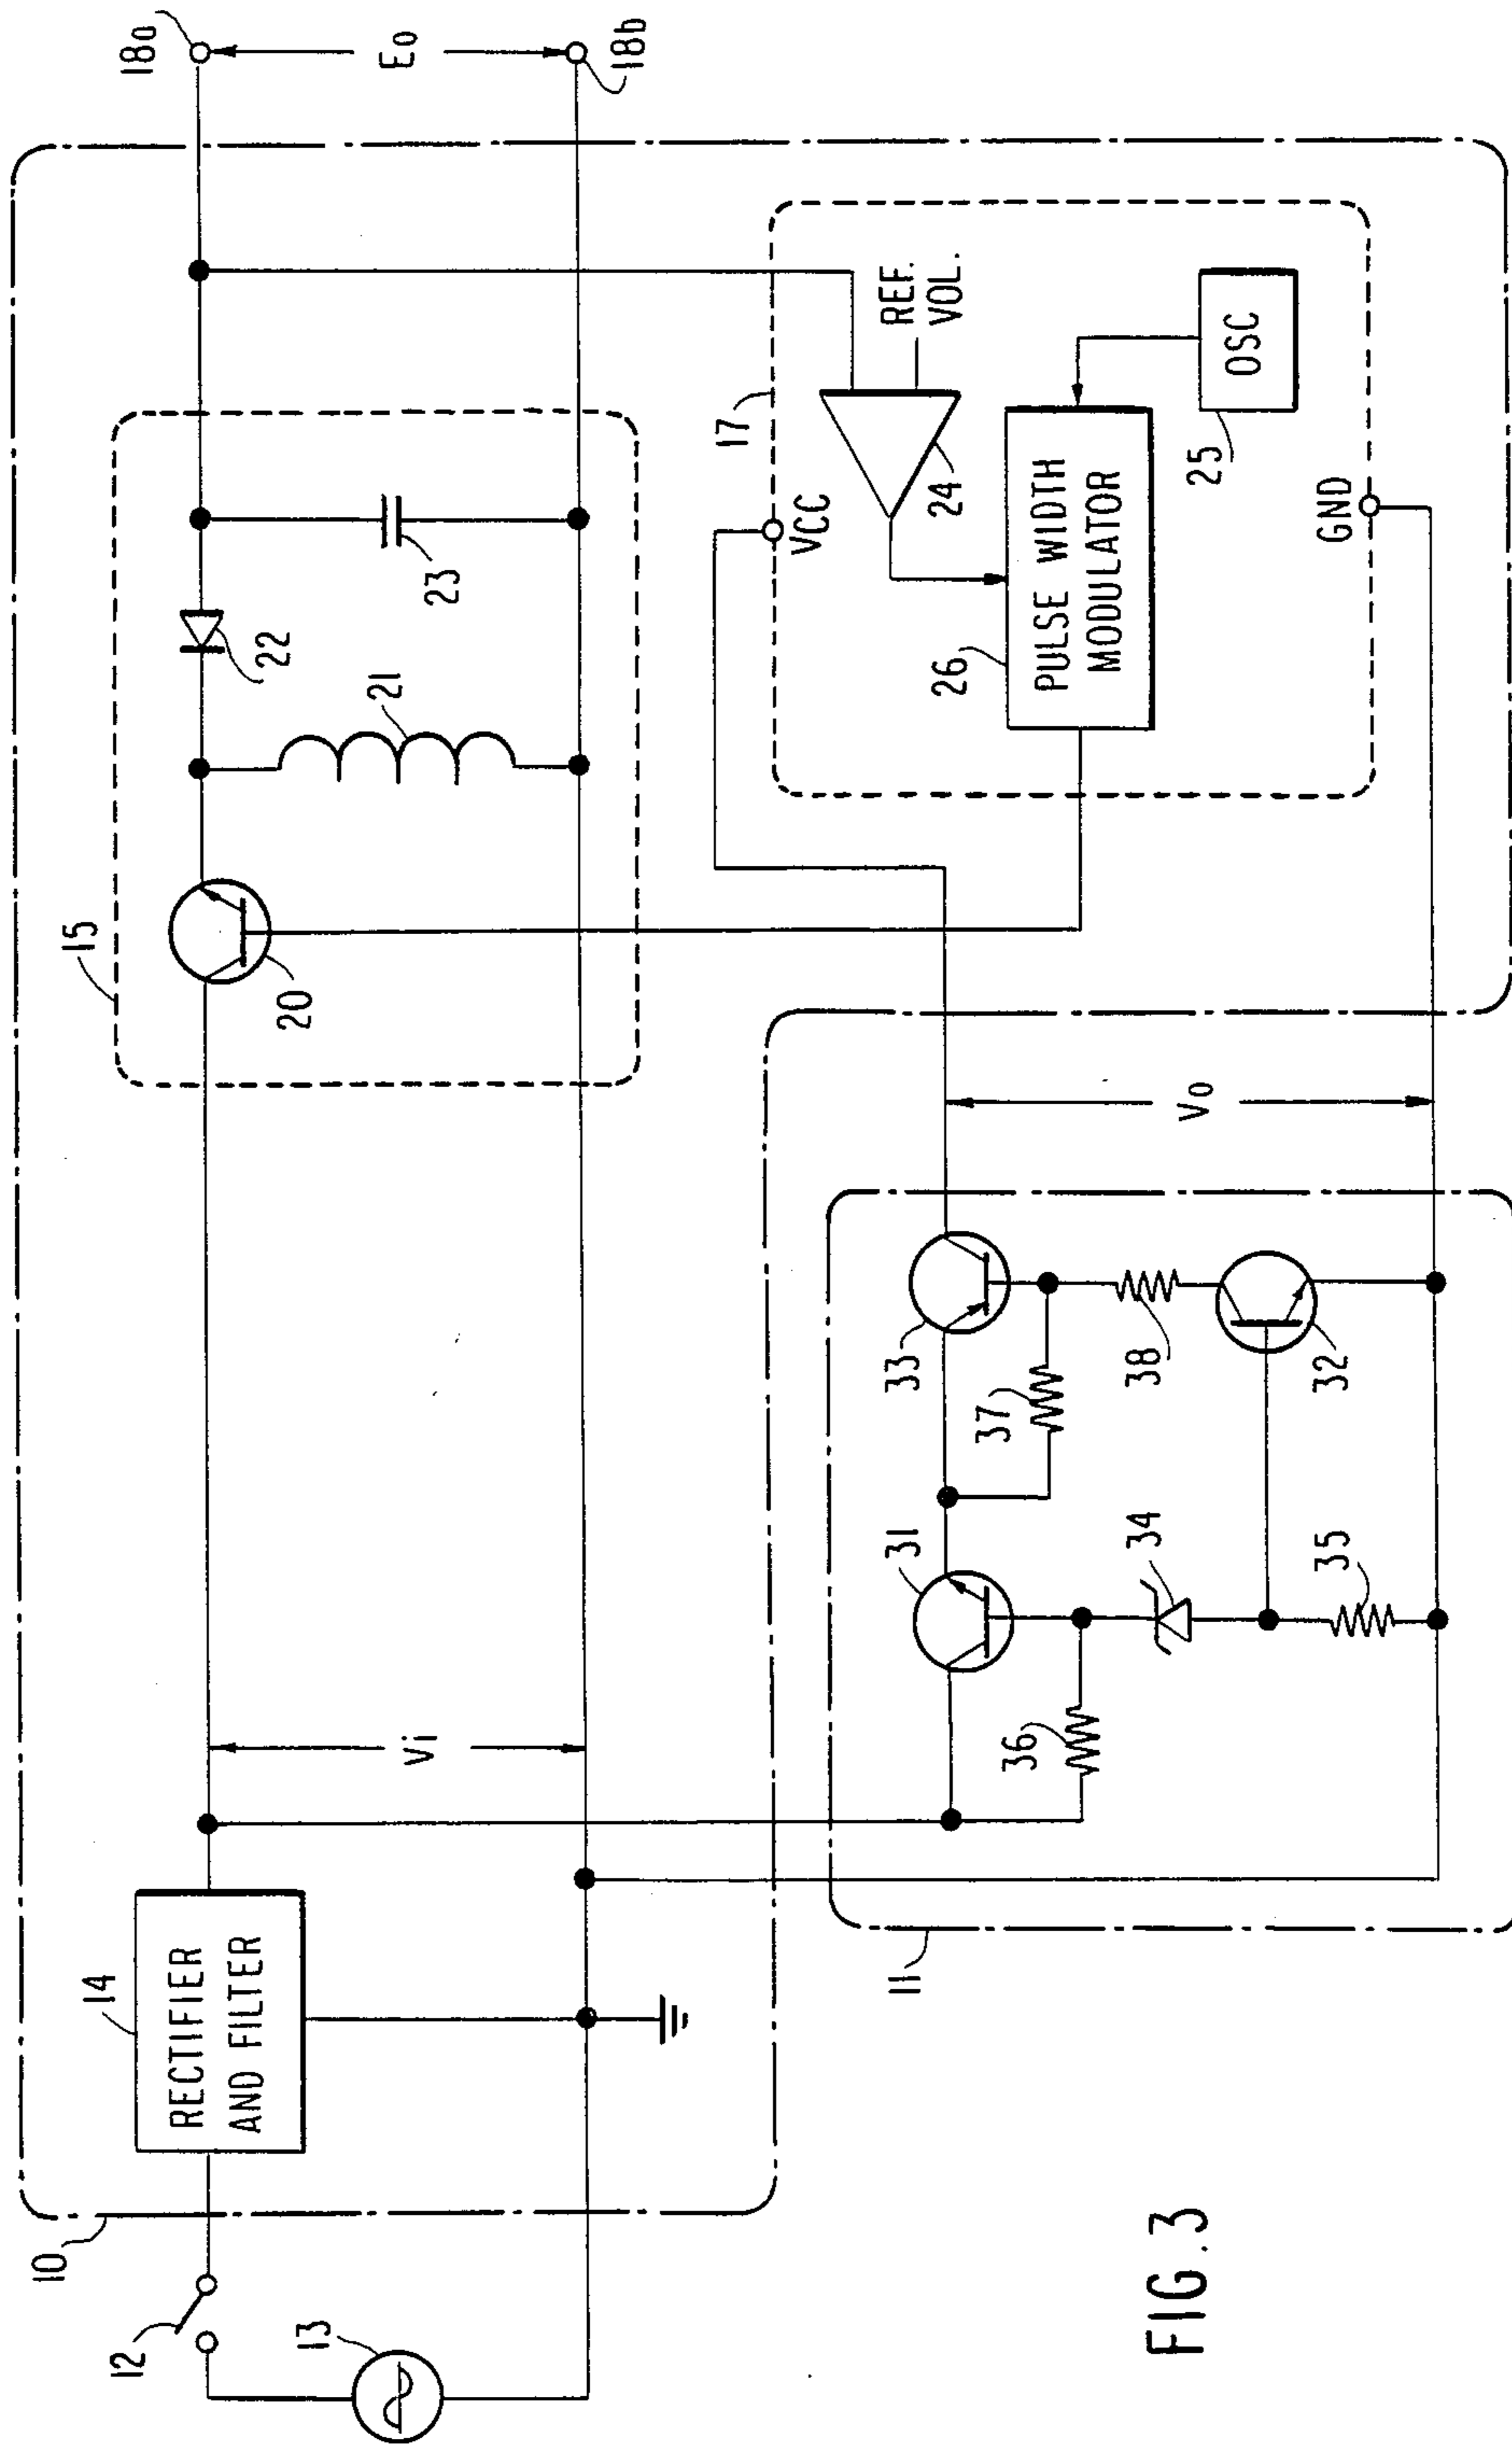 18a
E0
18b
15
20
21
22
23
17
VCC
24
REF.
VOL.
26
PULSE WIDTH
MODULATOR
OSC
25
GND
10
12
13
14
RECTIFIER
AND FILTER
Vi
11
31
33
V0
36
37
34
35
38
32
FIG. 3